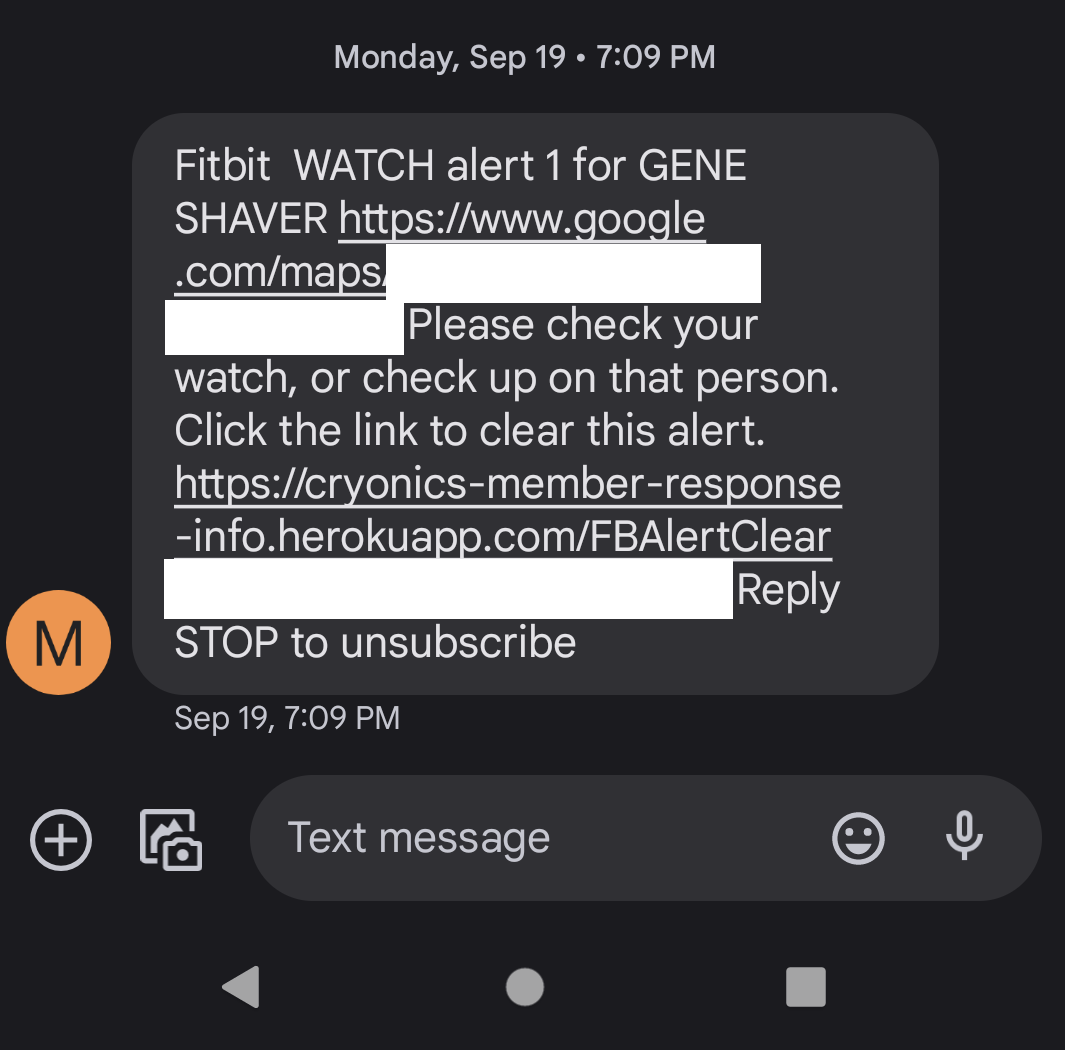 Monday, Sep 19 • 7:09 PM
Fitbit  WATCH alert 1 for GENE
SHAVER https://www.google
.com/maps/
Please check your
watch, or check up on that person.
Click the link to clear this alert.
https://cryonics-member-response
-info.herokuapp.com/FBAlertClear
Reply
STOP to unsubscribe
M
Sep 19, 7:09 PM
Text message